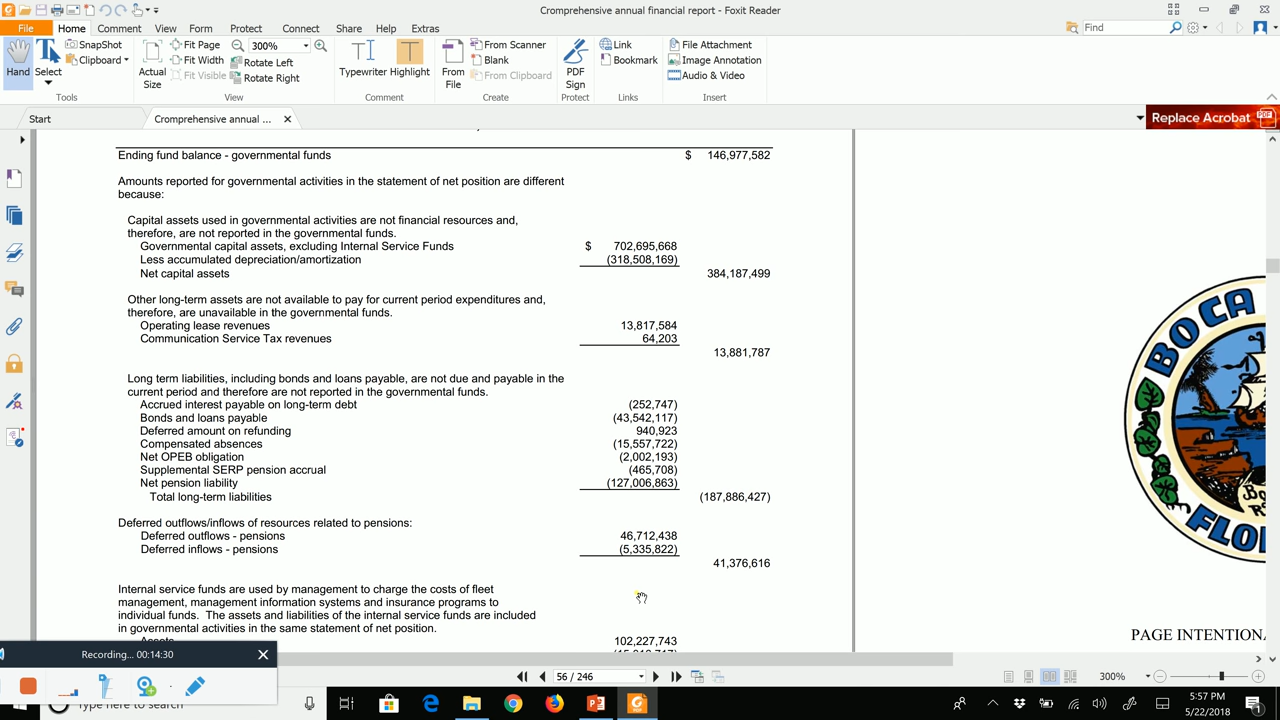 Cromprehensive annual financial report - Foxit Reader
File Home Comment View Form Protect Connect Share Help Extras
Find
Hand
Select
SnapShot
Clipboard
Tools
Actual Size
Fit Page
Fit Width
Fit Visible
300%
Rotate Left
Rotate Right
View
Typewriter
Highlight
Comment
From File
From Scanner
Blank
From Clipboard
Create
PDF Sign
Protect
Link
Bookmark
Links
File Attachment
Image Annotation
Audio & Video
Insert
Start
Cromprehensive annual ...
Replace Acrobat
PDF
Ending fund balance - governmental funds $ 146,977,582
Amounts reported for governmental activities in the statement of net position are different
because:
Capital assets used in governmental activities are not financial resources and,
therefore, are not reported in the governmental funds.
Governmental capital assets, excluding Internal Service Funds $ 702,695,668
Less accumulated depreciation/amortization (318,508,169)
Net capital assets 384,187,499
Other long-term assets are not available to pay for current period expenditures and,
therefore, are unavailable in the governmental funds.
Operating lease revenues 13,817,584
Communication Service Tax revenues 64,203
13,881,787
Long term liabilities, including bonds and loans payable, are not due and payable in the
current period and therefore are not reported in the governmental funds.
Accrued interest payable on long-term debt (252,747)
Bonds and loans payable (43,542,117)
Deferred amount on refunding 940,923
Compensated absences (15,557,722)
Net OPEB obligation (2,002,193)
Supplemental SERP pension accrual (465,708)
Net pension liability (127,006,863)
Total long-term liabilities (187,886,427)
Deferred outflows/inflows of resources related to pensions:
Deferred outflows - pensions 46,712,438
Deferred inflows - pensions (5,335,822)
41,376,616
Internal service funds are used by management to charge the costs of fleet
management, management information systems and insurance programs to
individual funds. The assets and liabilities of the internal service funds are included
in governmental activities in the same statement of net position.
Assets 102,227,743
BOCA
FLOR
PAGE INTENTION
Recording... 00:14:30
56 / 246
300%
Type here to search
5:57 PM
5/22/2018